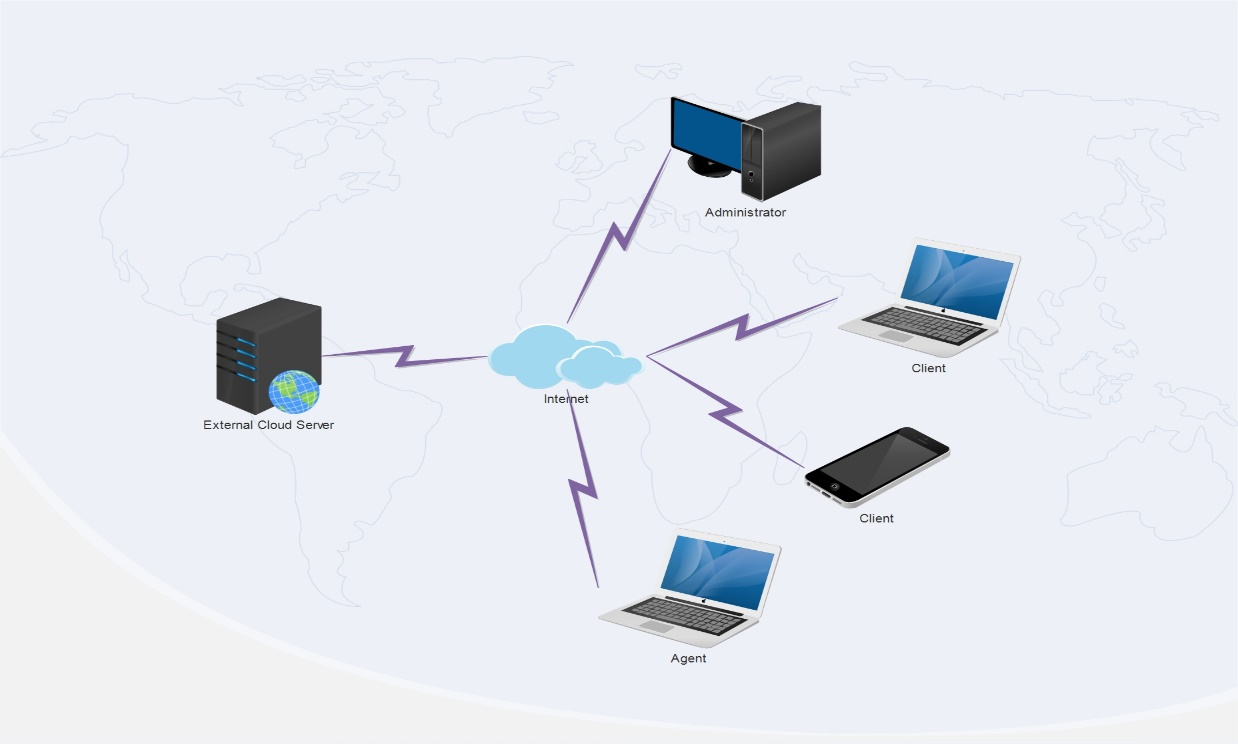 Administrator
Client
Internet
External Cloud Server
Client
Agent